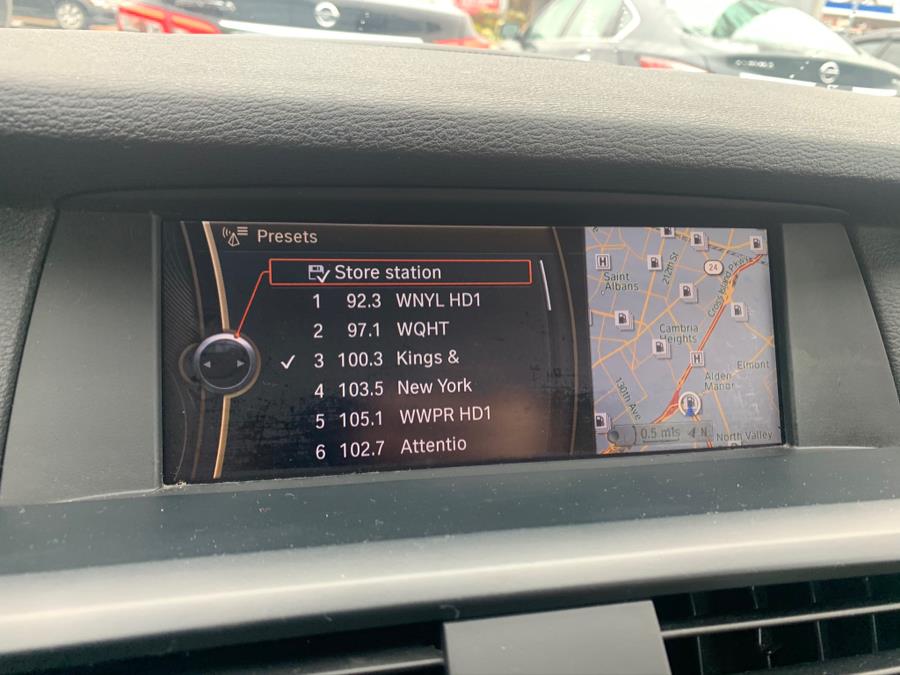 Presets
Store station
1 92.3 WNYL HD1
2 97.1 WQHT
3 100.3 Kings &
4 103.5 New York
5 105.1 WWPR HD1
6 102.7 Attentio
H
212th St
24
Cross Island Pkwy
Saint
Albans
Cambria
Heights
H
Elmont
Alden
Manor
130th Ave
0.5 mls N
North Valley